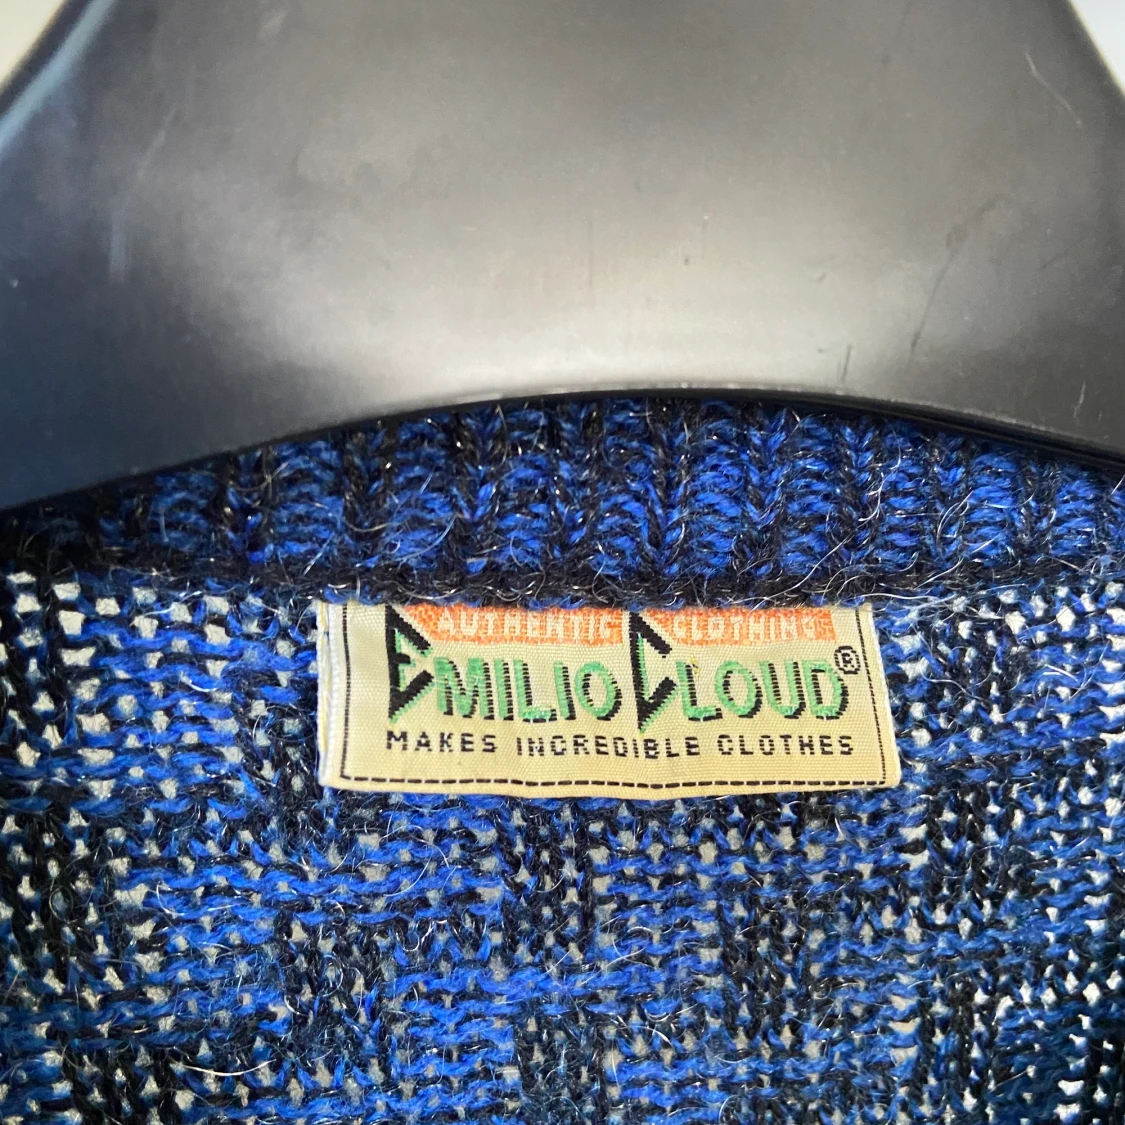 AUTHENTIC CLOTHING
EMILIO CLOUD®
MAKES INCREDIBLE CLOTHES